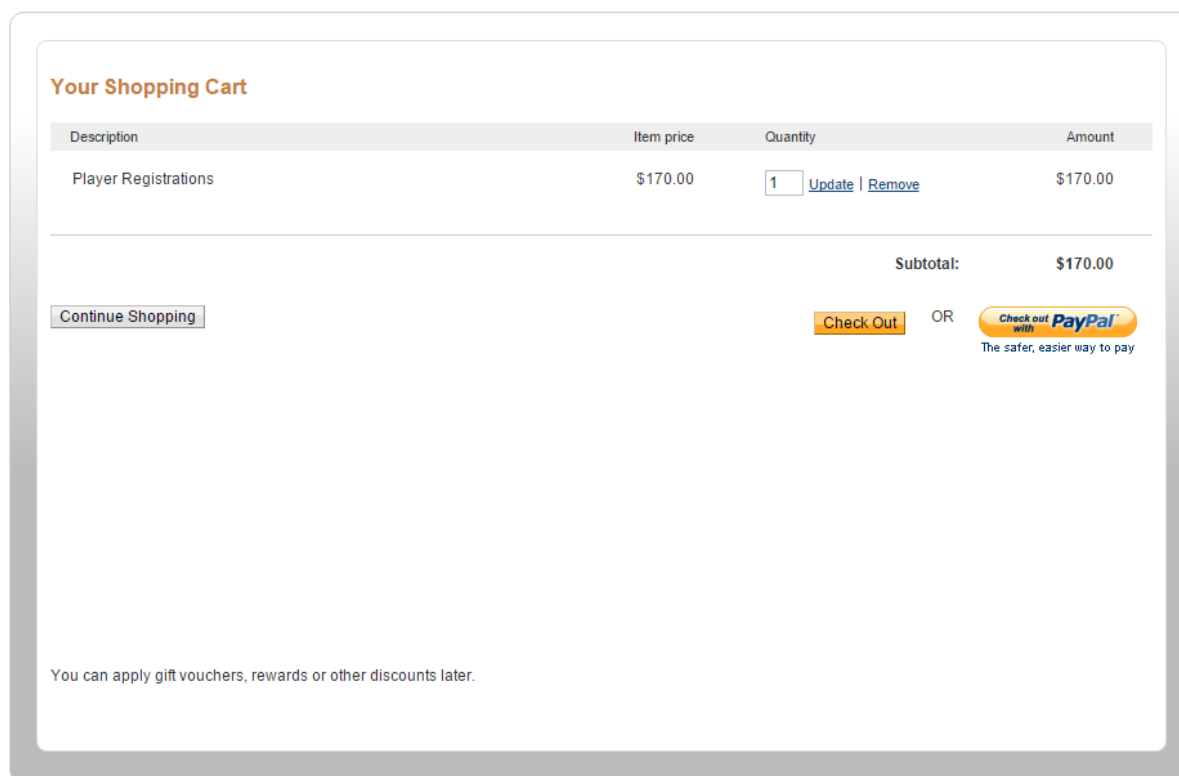 Your Shopping Cart
Description Item price Quantity Amount
Player Registrations $170.00 1 Update | Remove $170.00
Subtotal: $170.00
Continue Shopping Check Out OR Check out with PayPal
The safer, easier way to pay
You can apply gift vouchers, rewards or other discounts later.